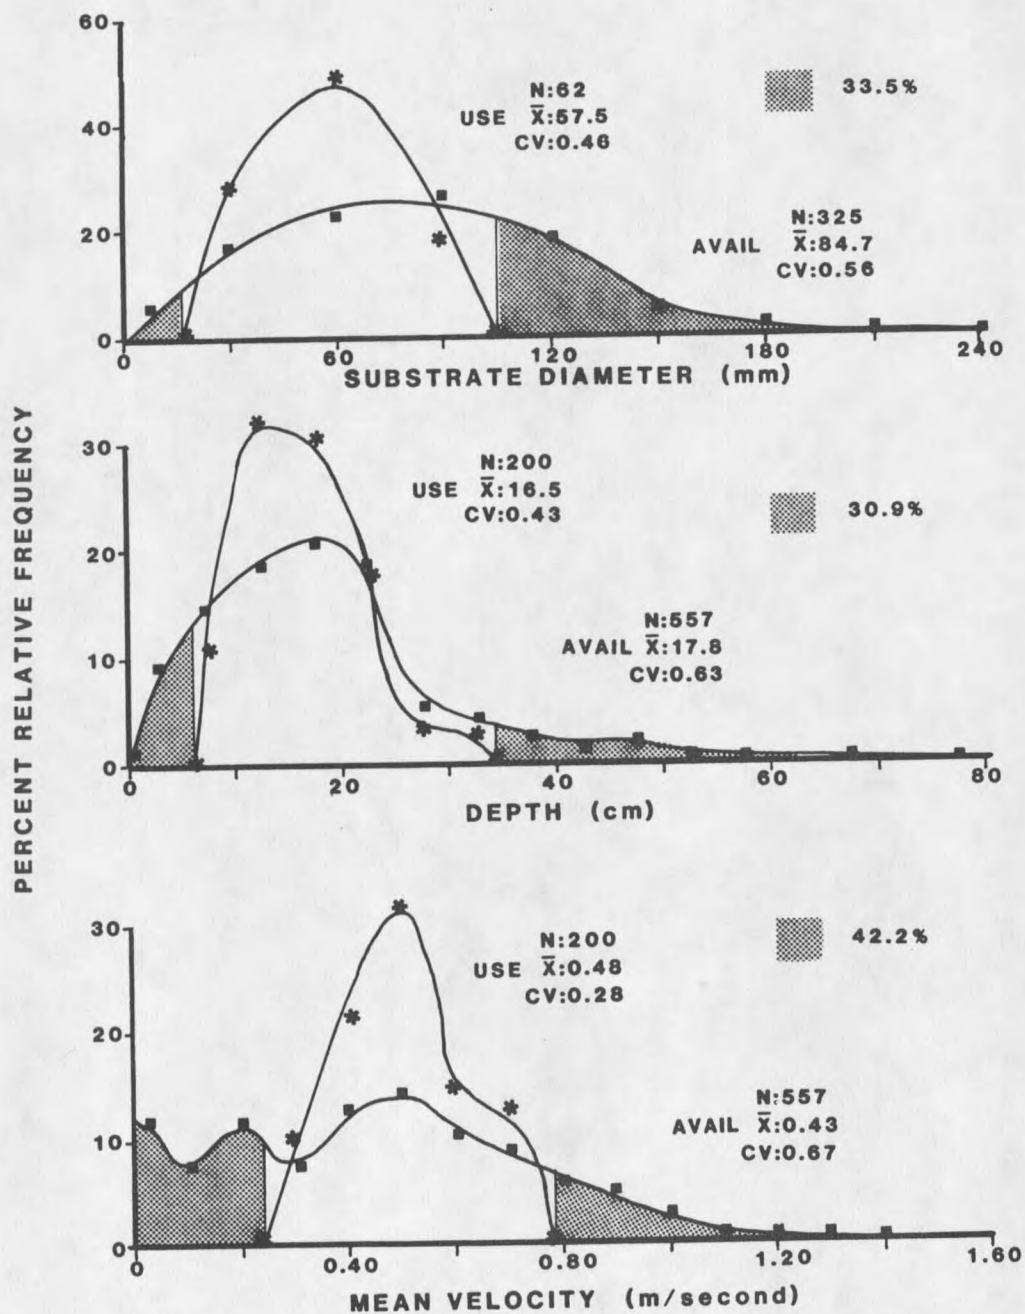 PERCENT RELATIVE FREQUENCY
60
40
20
0
N:62
USE X̄:57.5
CV:0.46
33.5%
N:325
AVAIL X̄:84.7
CV:0.56
0 60 120 180 240
SUBSTRATE DIAMETER (mm)
30
20
10
0
N:200
USE X̄:16.5
CV:0.43
30.9%
N:557
AVAIL X̄:17.8
CV:0.63
0 20 40 60 80
DEPTH (cm)
30
20
10
0
N:200
USE X̄:0.48
CV:0.28
42.2%
N:557
AVAIL X̄:0.43
CV:0.67
0 0.40 0.80 1.20 1.60
MEAN VELOCITY (m/second)